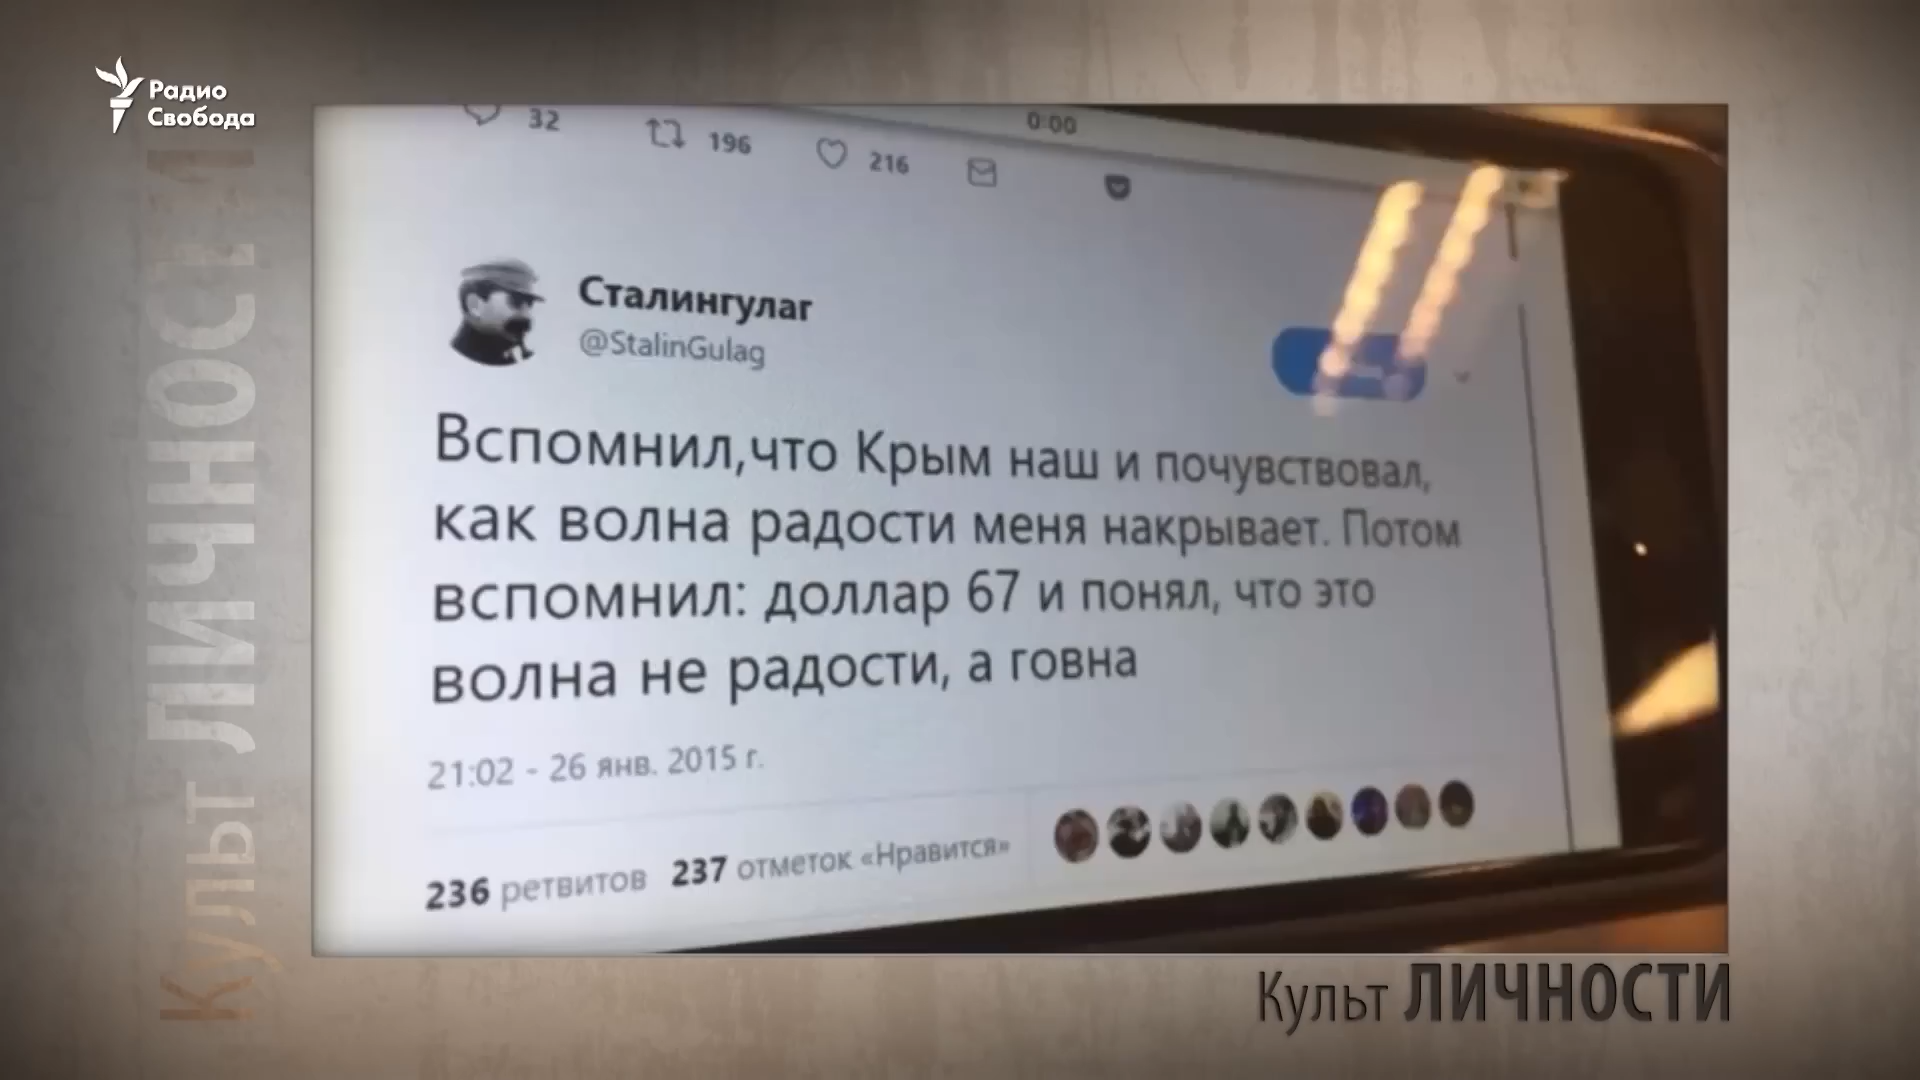 Радио
Свобода
Культ ЛИЧНОСТИ
32 196 216 0:00
Сталингулаг
@StalinGulag
Вспомнил,что Крым наш и почувствовал,
как волна радости меня накрывает. Потом
вспомнил: доллар 67 и понял, что это
волна не радости, а говна
21:02 - 26 янв. 2015 г.
236 ретвитов 237 отметок «Нравится»
Культ ЛИЧНОСТИ